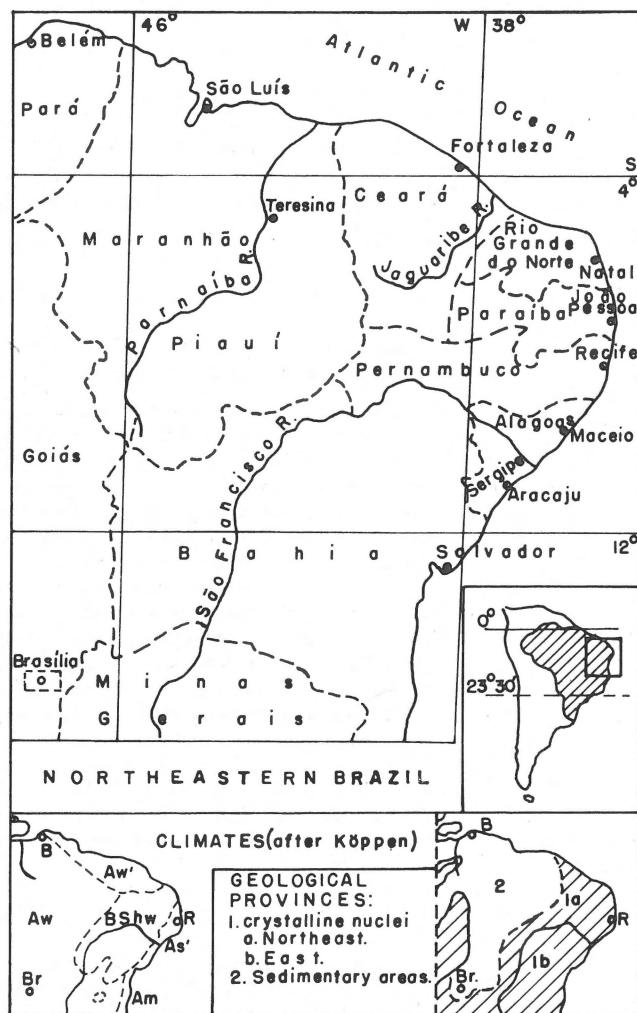 46° W 38°
Belém
Atlantic Ocean
São Luís
Pará
Fortaleza
S
4°
Ceará
Teresina
Maranhão
Jaguaribe R.
Rio
Grande
do Norte
Natal
Parnaíba R.
João
Pessoa
Paraíba
Piauí
Recife
Pernambuco
Alagoas
Maceio
Goiás
São Francisco R.
Sergipe
Aracaju
12°
Bahia
Salvador
0°
Brasília
Minas
Gerais
23°30'
NORTHEASTERN BRAZIL
CLIMATES (after Köppen)
B
Aw'
Aw
BShw
R
As'
Br
Am
GEOLOGICAL
PROVINCES:
1. crystalline nuclei
a. Northeast.
b. East.
2. Sedimentary areas.
B
2
1a
R
1b
Br.